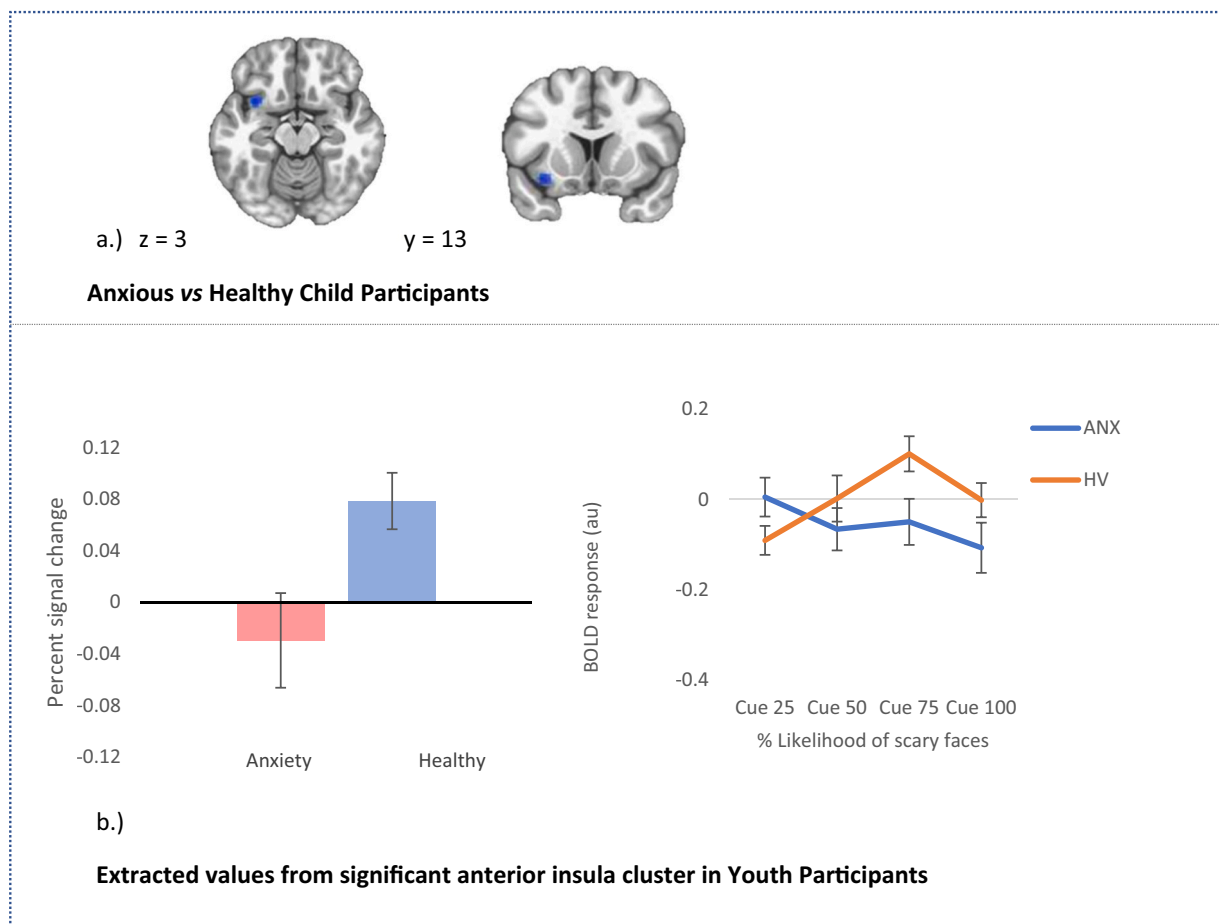 a.) z = 3
y = 13
Anxious vs Healthy Child Participants
Percent signal change
0.12
0.08
0.04
0
-0.04
-0.08
-0.12
Anxiety
Healthy
BOLD response (au)
0.2
0
-0.2
-0.4
Cue 25 Cue 50 Cue 75 Cue 100
% Likelihood of scary faces
ANX
HV
b.)
Extracted values from significant anterior insula cluster in Youth Participants